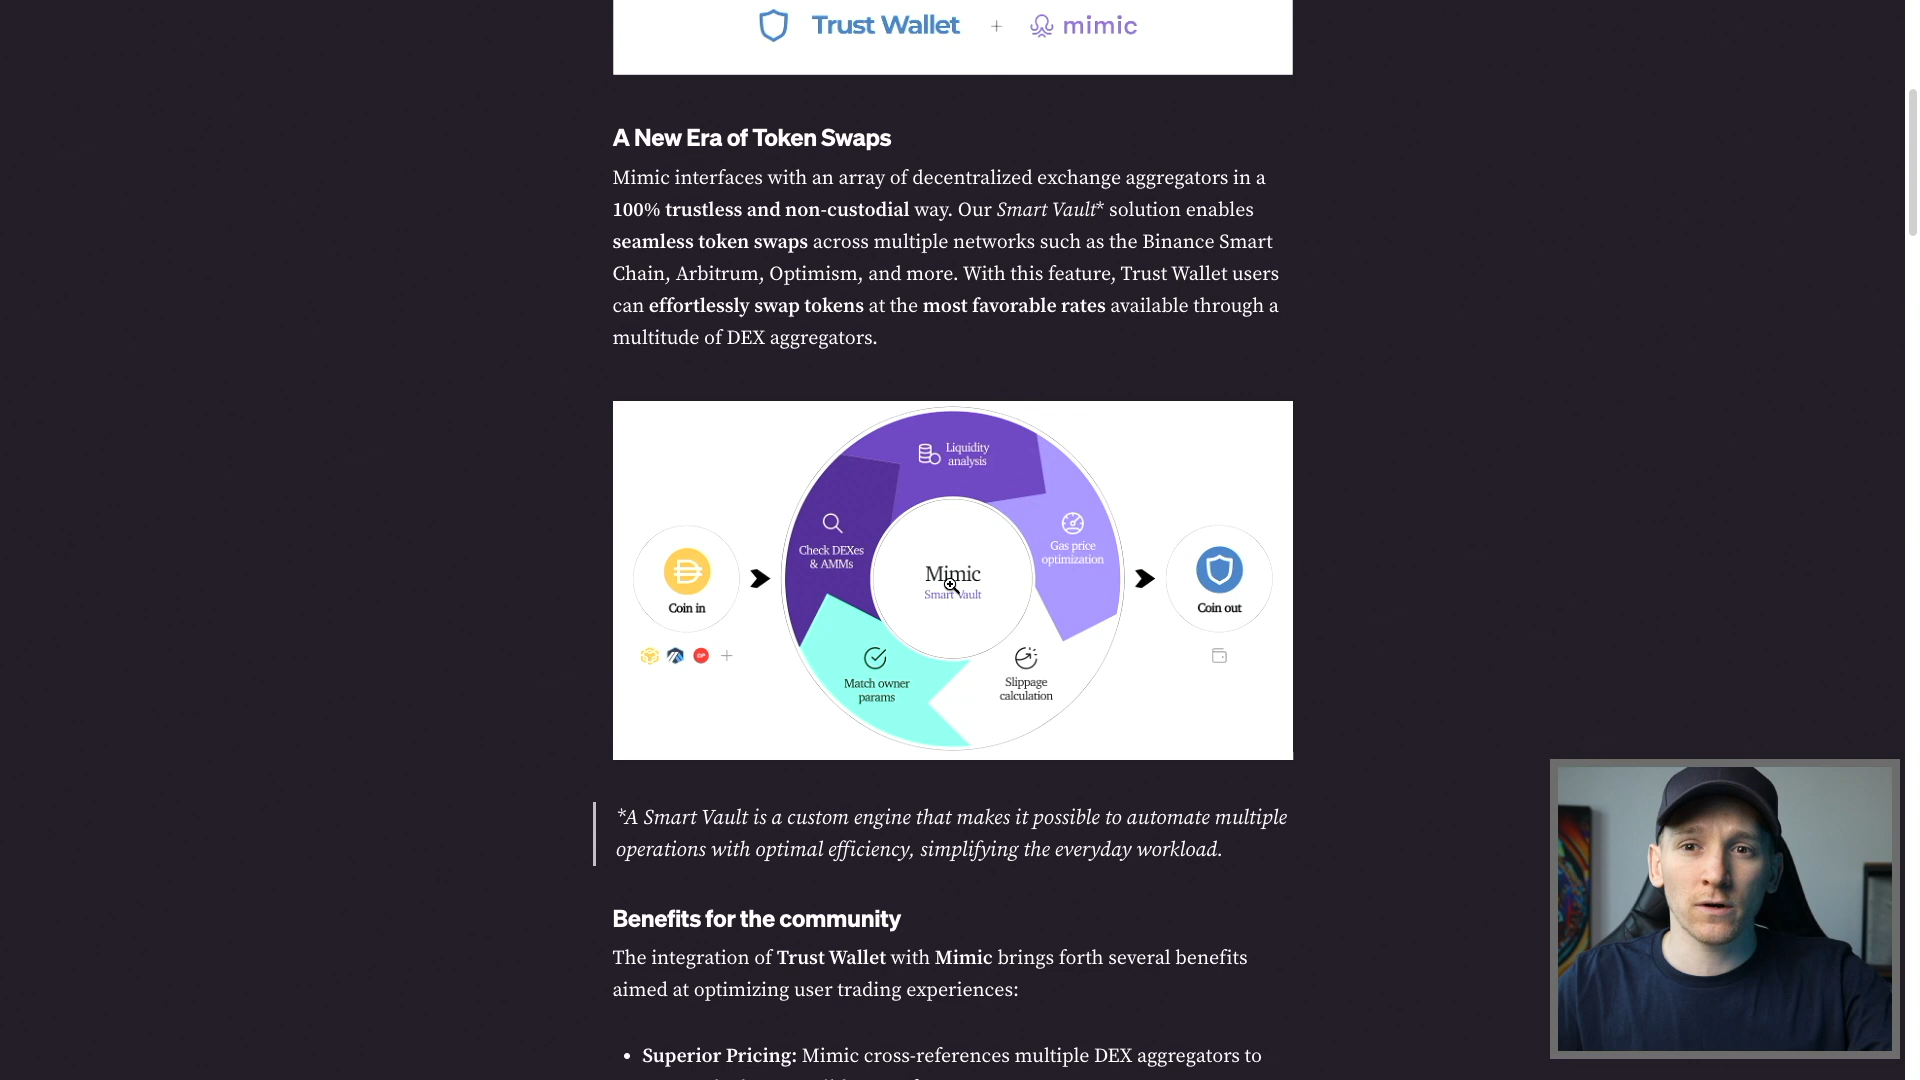 Trust Wallet + mimic
A New Era of Token Swaps
Mimic interfaces with an array of decentralized exchange aggregators in a
100% trustless and non-custodial way. Our Smart Vault* solution enables
seamless token swaps across multiple networks such as the Binance Smart
Chain, Arbitrum, Optimism, and more. With this feature, Trust Wallet users
can effortlessly swap tokens at the most favorable rates available through a
multitude of DEX aggregators.
Liquidity
analysis
Check DEXes
& AMMs
Gas price
optimization
Mimic
Smart Vault
Coin in
Coin out
OP
Match owner
params
Slippage
calculation
*A Smart Vault is a custom engine that makes it possible to automate multiple
operations with optimal efficiency, simplifying the everyday workload.
Benefits for the community
The integration of Trust Wallet with Mimic brings forth several benefits
aimed at optimizing user trading experiences:
• Superior Pricing: Mimic cross-references multiple DEX aggregators to